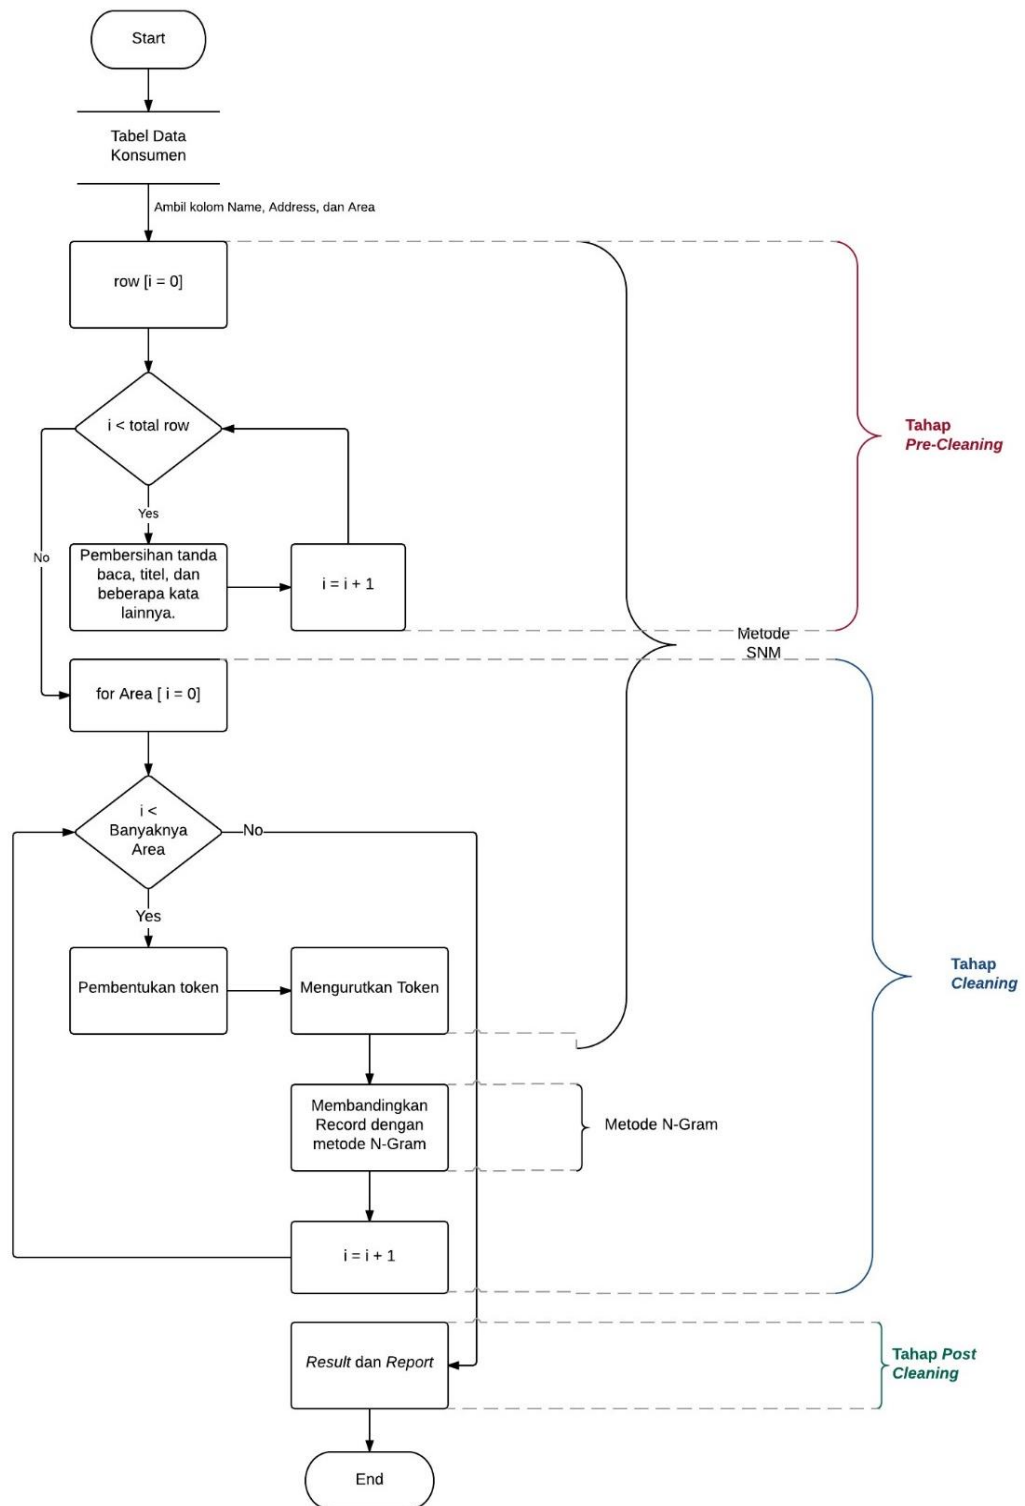 Start
Tabel Data
Konsumen
Ambil kolom Name, Address, dan Area
row [i = 0]
i < total row
Tahap
Pre-Cleaning
Yes
No
Pembersihan tanda
baca, titel, dan
beberapa kata
lainnya.
i = i + 1
Metode
SNM
for Area [ i = 0]
i <
Banyaknya
Area
No
Yes
Pembentukan token
Mengurutkan Token
Tahap
Cleaning
Membandingkan
Record dengan
metode N-Gram
Metode N-Gram
i = i + 1
Result dan Report
Tahap Post
Cleaning
End